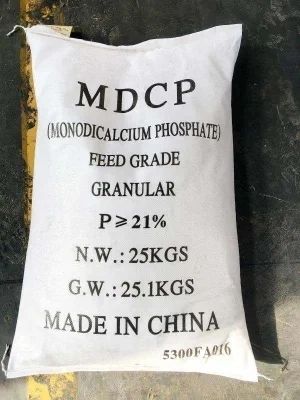 MDCP
(MONODICALCIUM PHOSPHATE)
FEED GRADE
GRANULAR
P≥21%
N.W.:25KGS
G.W.:25.1KGS
MADE IN CHINA
5300FA016